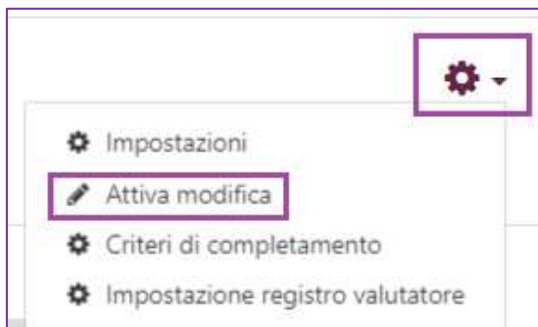 Impostazioni
Attiva modifica
Criteri di completamento
Impostazione registro valutatore